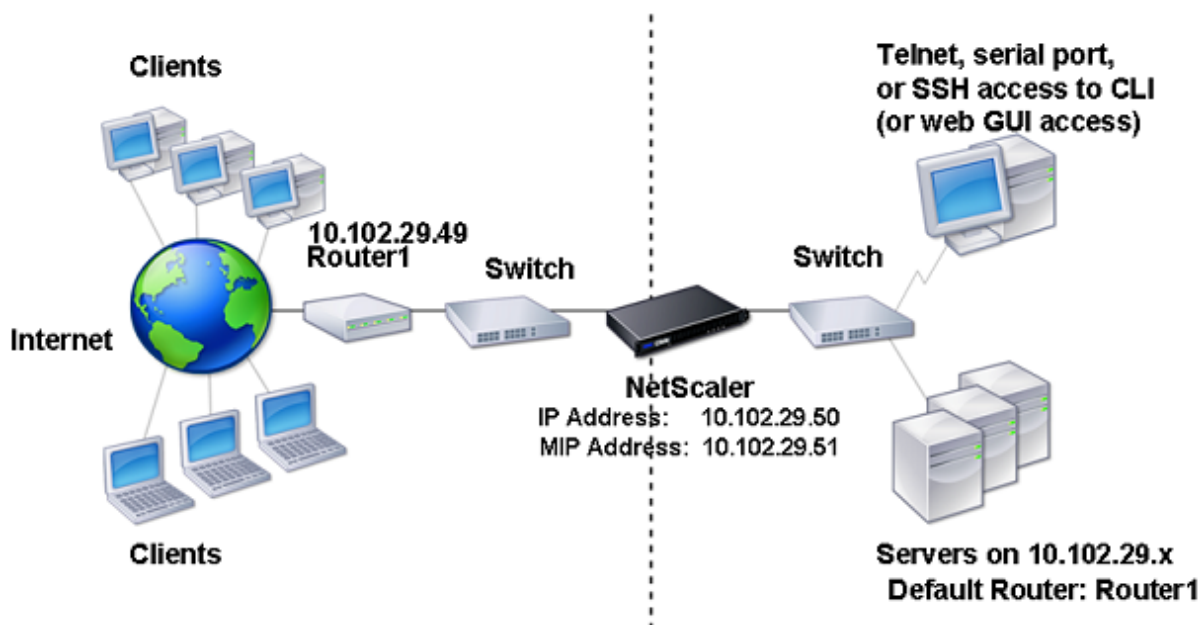 Clients
Telnet, serial port,
or SSH access to CLI
(or web GUI access)
10.102.29.49
Router1
Switch
Switch
Internet
NetScaler
IP Address: 10.102.29.50
MIP Address: 10.102.29.51
Clients
Servers on 10.102.29.x
Default Router: Router1